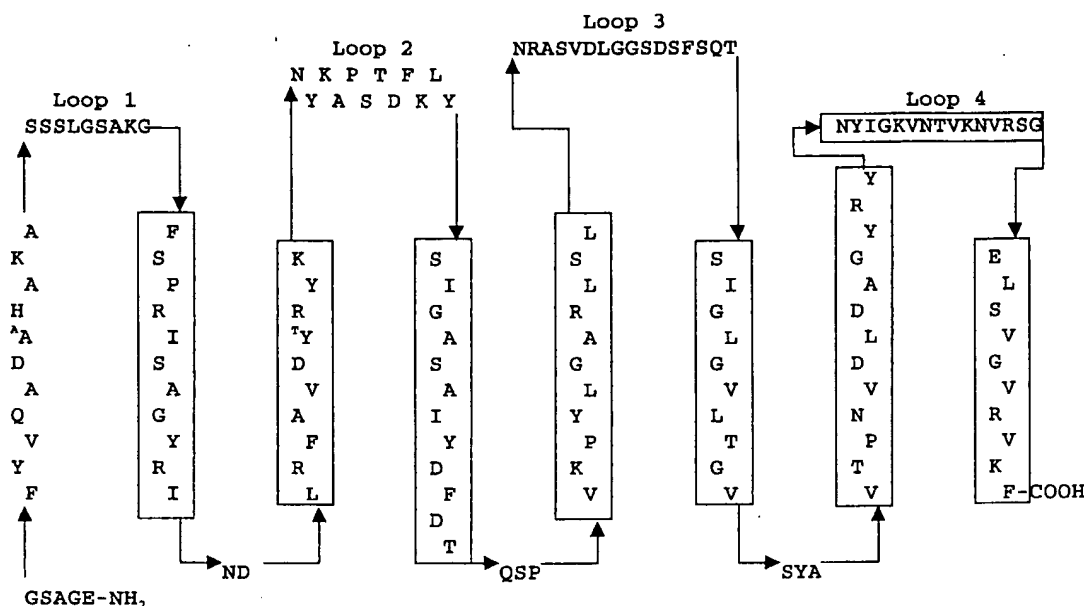 Loop 1
SSSLGSAKG
Loop 2
N K P T F L
Y A S D K Y
Loop 3
NRASVDLGGSDSFSQT
Loop 4
NYIGKVNTVKNVRSG
A K A H A A D A Q V Y F
GSAGE-NH2
F S P R I S A G Y R I
ND
K Y R T Y D V A F R L
S I G A S A I Y D F D T
QSP
L S L R A G L Y P K V
S I G L G V L T G V
SYA
Y R Y G A D L D V N P T V
E L S V G V R V K F-COOH